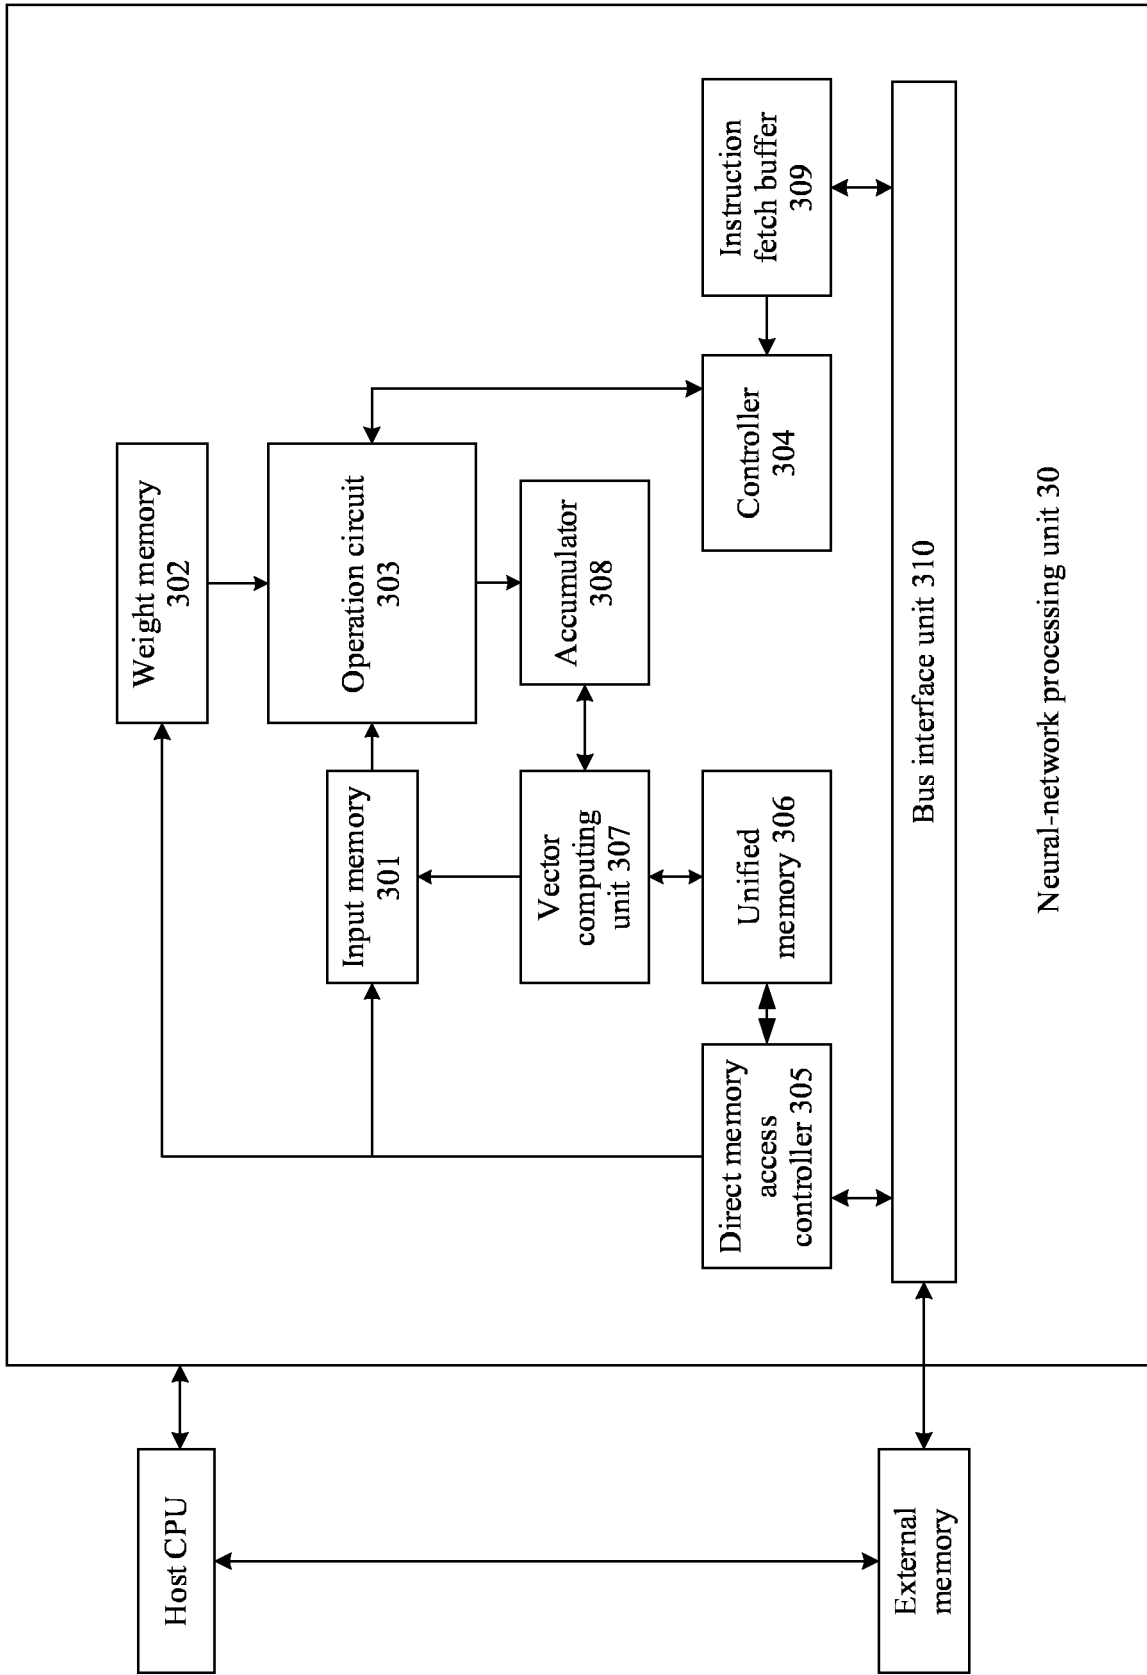 Host CPU
External
memory
Weight memory
302
Input memory
301
Operation circuit
303
Vector
computing
unit 307
Accumulator
308
Direct memory
access
controller 305
Unified
memory 306
Controller
304
Instruction
fetch buffer
309
Bus interface unit 310
Neural-network processing unit 30